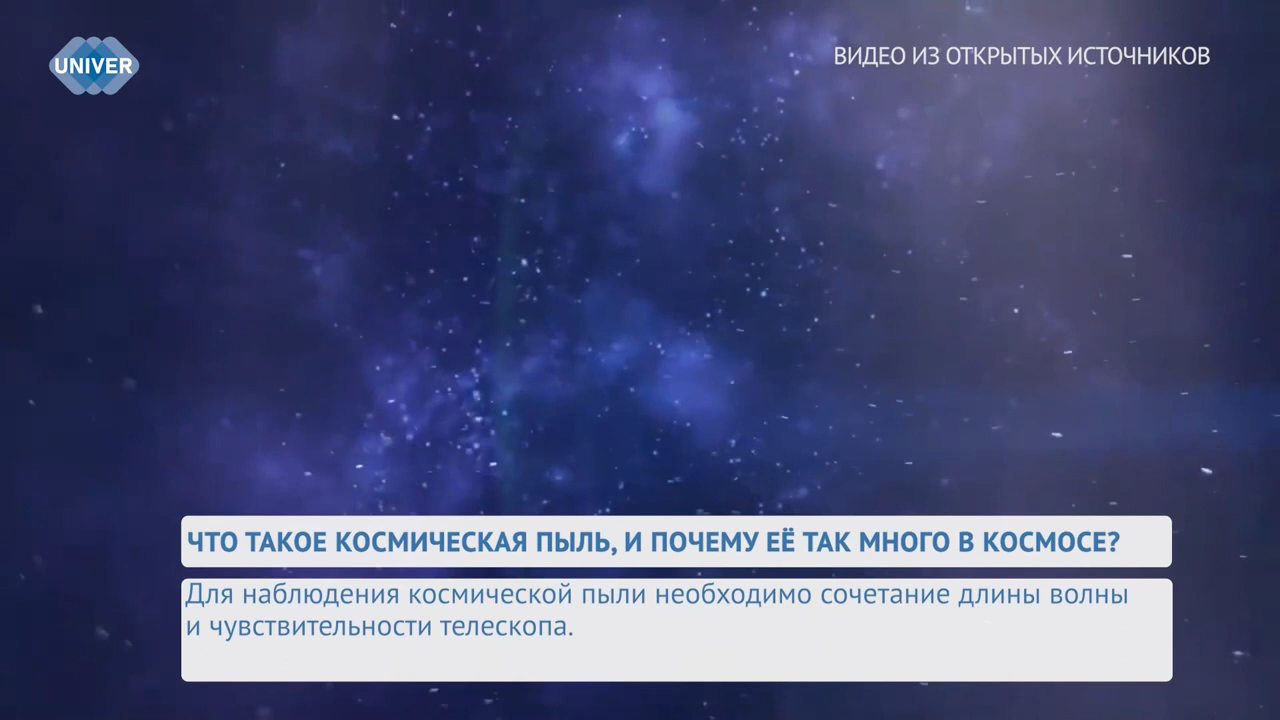 UNIVER
ВИДЕО ИЗ ОТКРЫТЫХ ИСТОЧНИКОВ
ЧТО ТАКОЕ КОСМИЧЕСКАЯ ПЫЛЬ, И ПОЧЕМУ ЕЁ ТАК МНОГО В КОСМОСЕ?
Для наблюдения космической пыли необходимо сочетание длины волны
и чувствительности телескопа.